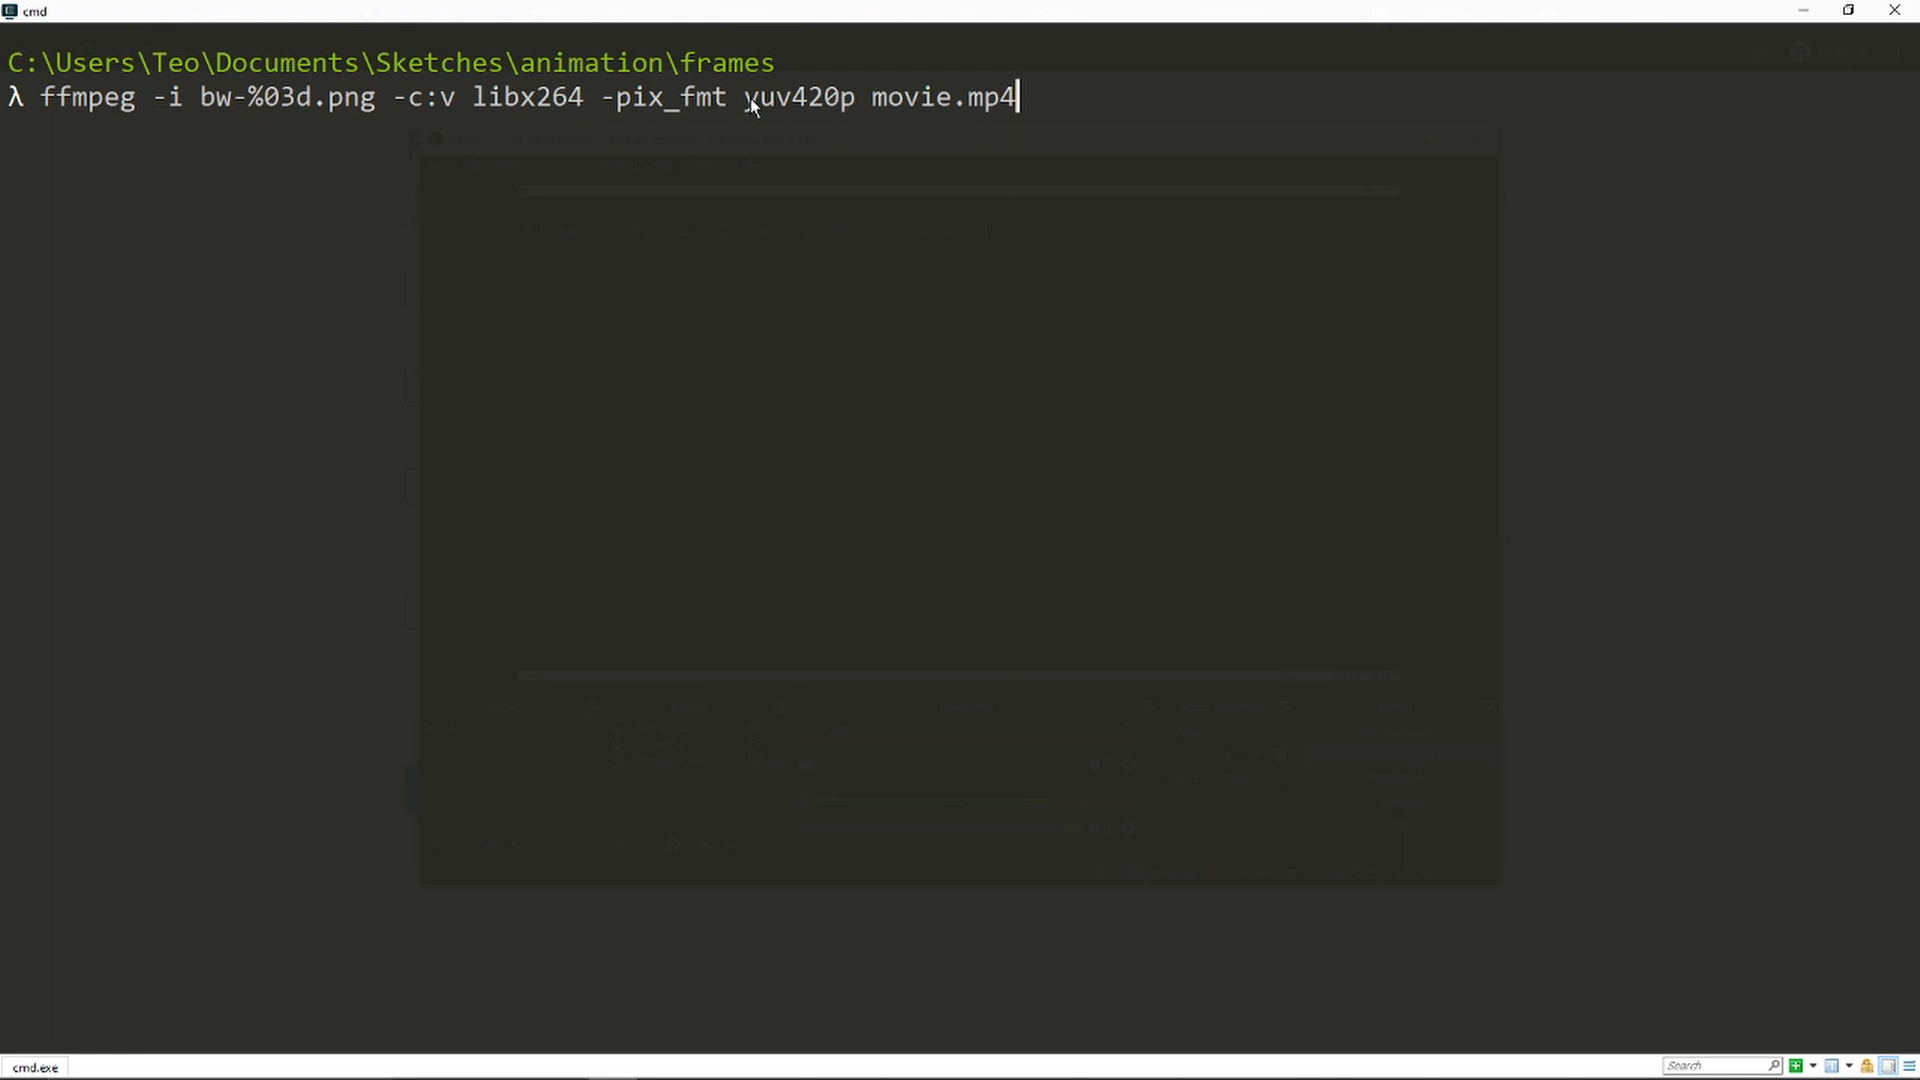 cmd
C:\Users\Teo\Documents\Sketches\animation\frames
λ ffmpeg -i bw-%03d.png -c:v libx264 -pix_fmt yuv420p movie.mp4
cmd.exe
Search